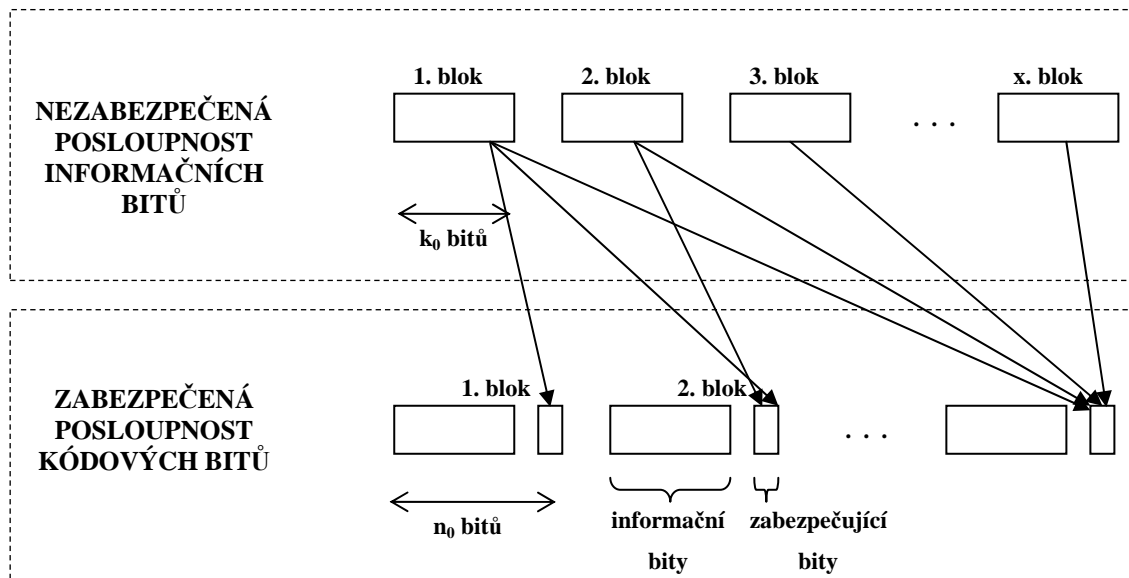 1. blok 2. blok 3. blok x. blok
NEZABEZPEČENÁ
POSLOUPNOST
INFORMAČNÍCH
BITŮ
. . .
k₀ bitů
1. blok 2. blok
ZABEZPEČENÁ
POSLOUPNOST
KÓDOVÝCH BITŮ
. . .
n₀ bitů
informační
bity
zabezpečující
bity